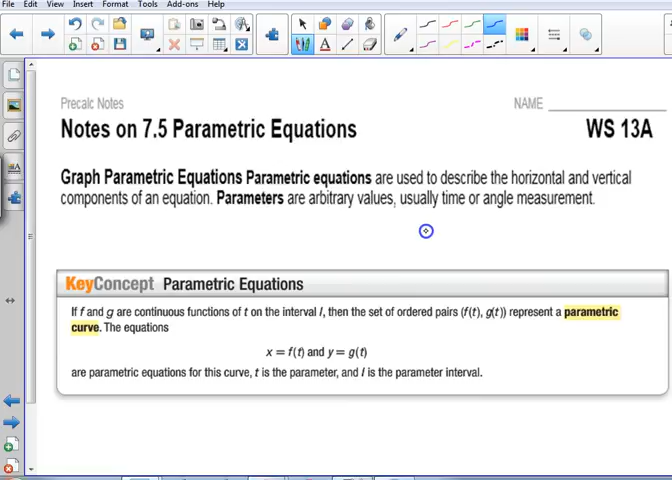 File Edit View Insert Format Tools Add-ons Help
Precalc Notes
NAME
Notes on 7.5 Parametric Equations
WS 13A
Graph Parametric Equations Parametric equations are used to describe the horizontal and vertical
components of an equation. Parameters are arbitrary values, usually time or angle measurement.
KeyConcept Parametric Equations
If f and g are continuous functions of t on the interval I, then the set of ordered pairs (f(t), g(t)) represent a parametric
curve. The equations
x = f(t) and y = g(t)
are parametric equations for this curve, t is the parameter, and I is the parameter interval.